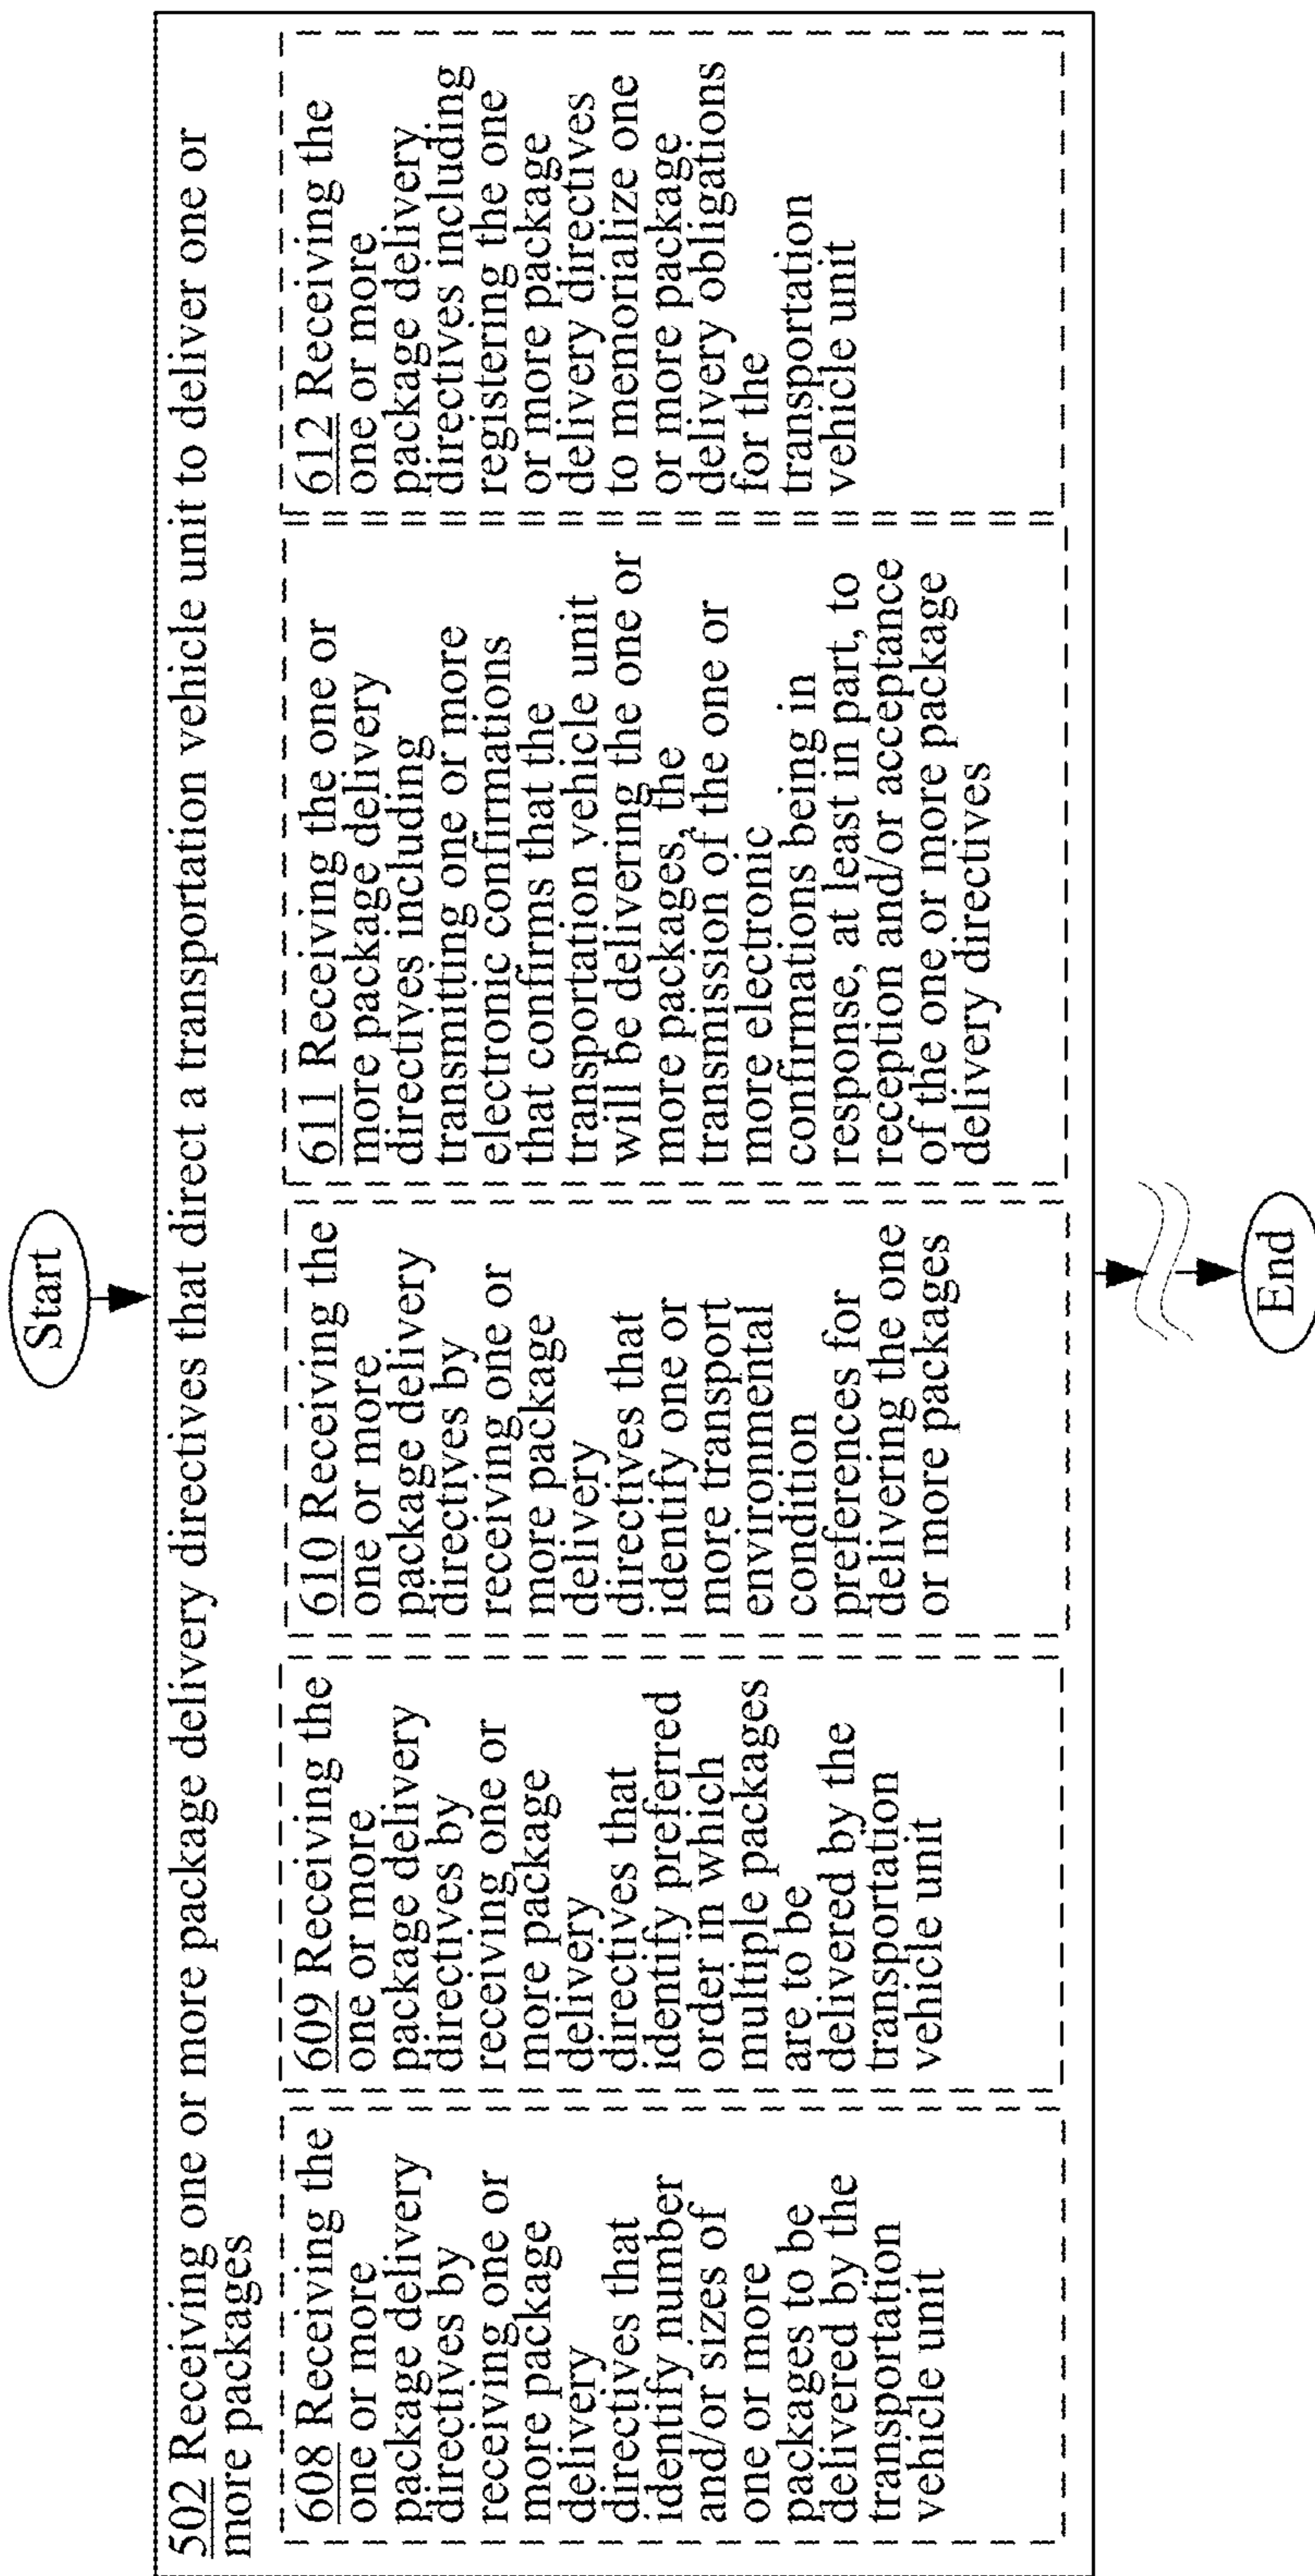 Start
502 Receiving one or more package delivery directives that direct a transportation vehicle unit to deliver one or
more packages
608 Receiving the
one or more
package delivery
directives by
receiving one or
more package
delivery
directives that
identify number
and/or sizes of
one or more
packages to be
delivered by the
transportation
vehicle unit
609 Receiving the
one or more
package delivery
directives by
receiving one or
more package
delivery
directives that
identify preferred
order in which
multiple packages
are to be
delivered by the
transportation
vehicle unit
610 Receiving the
one or more
package delivery
directives by
receiving one or
more package
delivery
directives that
identify one or
more transport
environmental
condition
preferences for
delivering the one
or more packages
611 Receiving the one or
more package delivery
directives including
transmitting one or more
electronic confirmations
that confirms that the
transportation vehicle unit
will be delivering the one or
more packages, the
transmission of the one or
more electronic
confirmations being in
response, at least in part, to
reception and/or acceptance
of the one or more package
delivery directives
612 Receiving the
one or more
package delivery
directives including
registering the one
or more package
delivery directives
to memorialize one
or more package
delivery obligations
for the
transportation
vehicle unit
End